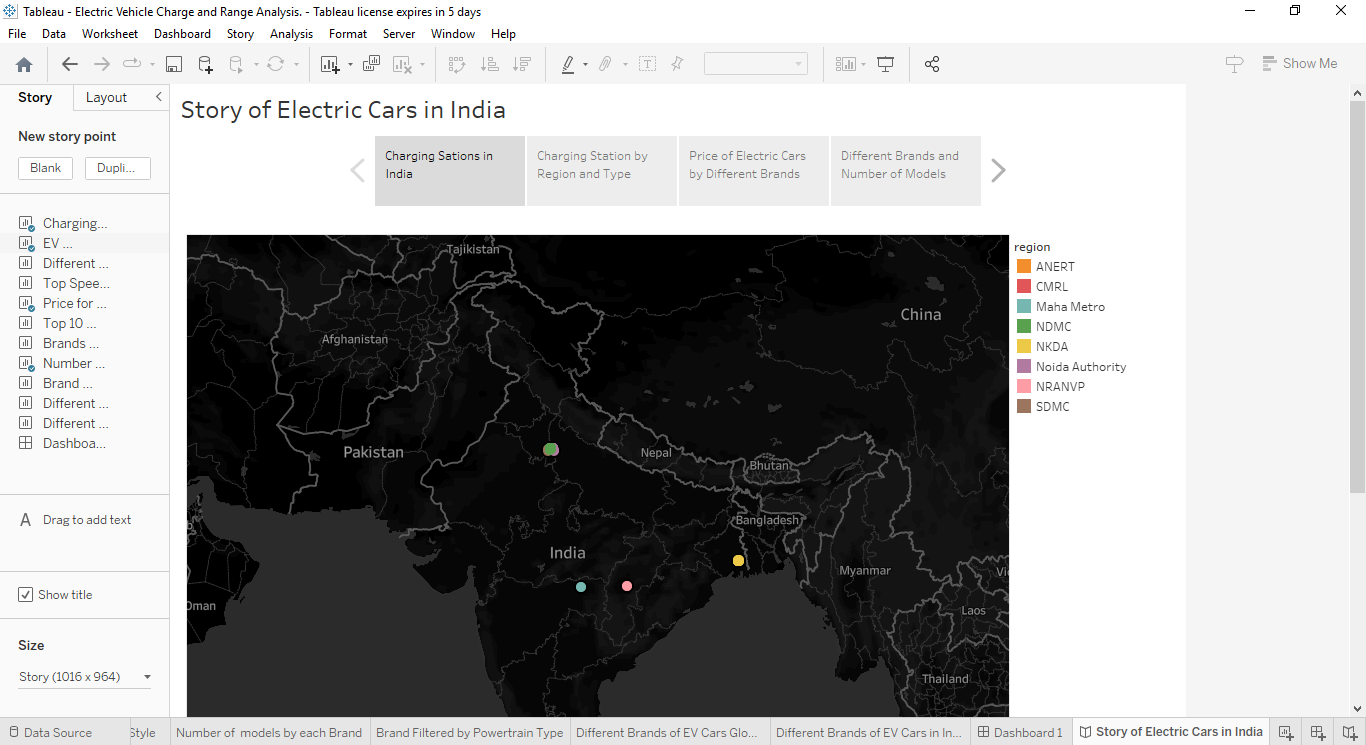 Tableau - Electric Vehicle Charge and Range Analysis. - Tableau license expires in 5 days
File Data Worksheet Dashboard Story Analysis Format Server Window Help
Show Me
Story Layout
New story point
Blank Dupli...
Charging...
EV ...
Different ...
Top Spee...
Price for ...
Top 10 ...
Brands ...
Number ...
Brand ...
Different ...
Different ...
Dashboa...
A Drag to add text
Show title
Size
Story (1016 x 964)
Story of Electric Cars in India
Charging Sations in
India
Charging Station by
Region and Type
Price of Electric Cars
by Different Brands
Different Brands and
Number of Models
Tajikistan
China
Afghanistan
Pakistan
Nepal
Bhutan
Bangladesh
India
Myanmar
Vi
Oman
Laos
Thailand
region
ANERT
CMRL
Maha Metro
NDMC
NKDA
Noida Authority
NRANVP
SDMC
Data Source Style Number of models by each Brand Brand Filtered by Powertrain Type Different Brands of EV Cars Glo... Different Brands of EV Cars in In... Dashboard 1 Story of Electric Cars in India